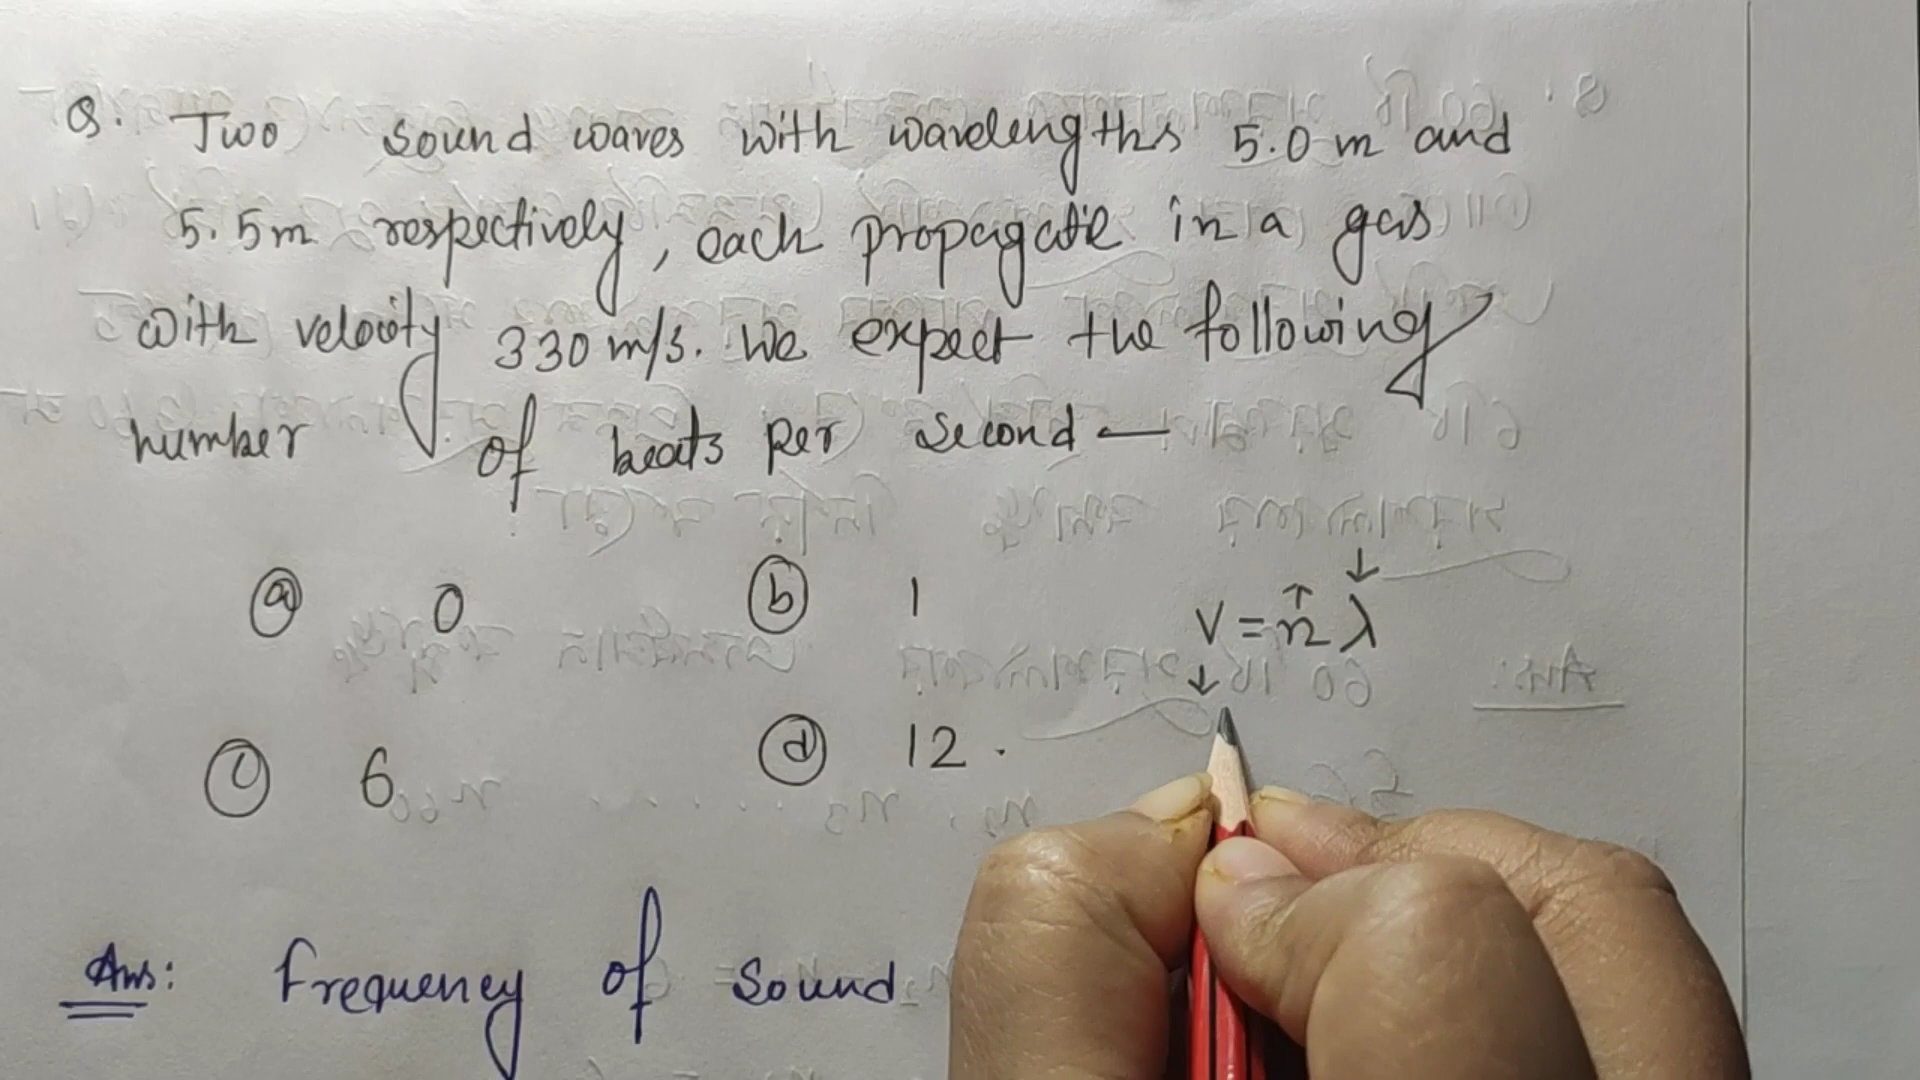 Q. Two sound waves with wavelengths 5.0 m and
5.5m respectively, each propagate in a gas
with velocity 330 m/s. We expect the following
number of beats per second —
ⓐ 0 ⓑ 1
V = n λ
ⓒ 6 ⓓ 12.
Ans: frequency of sound